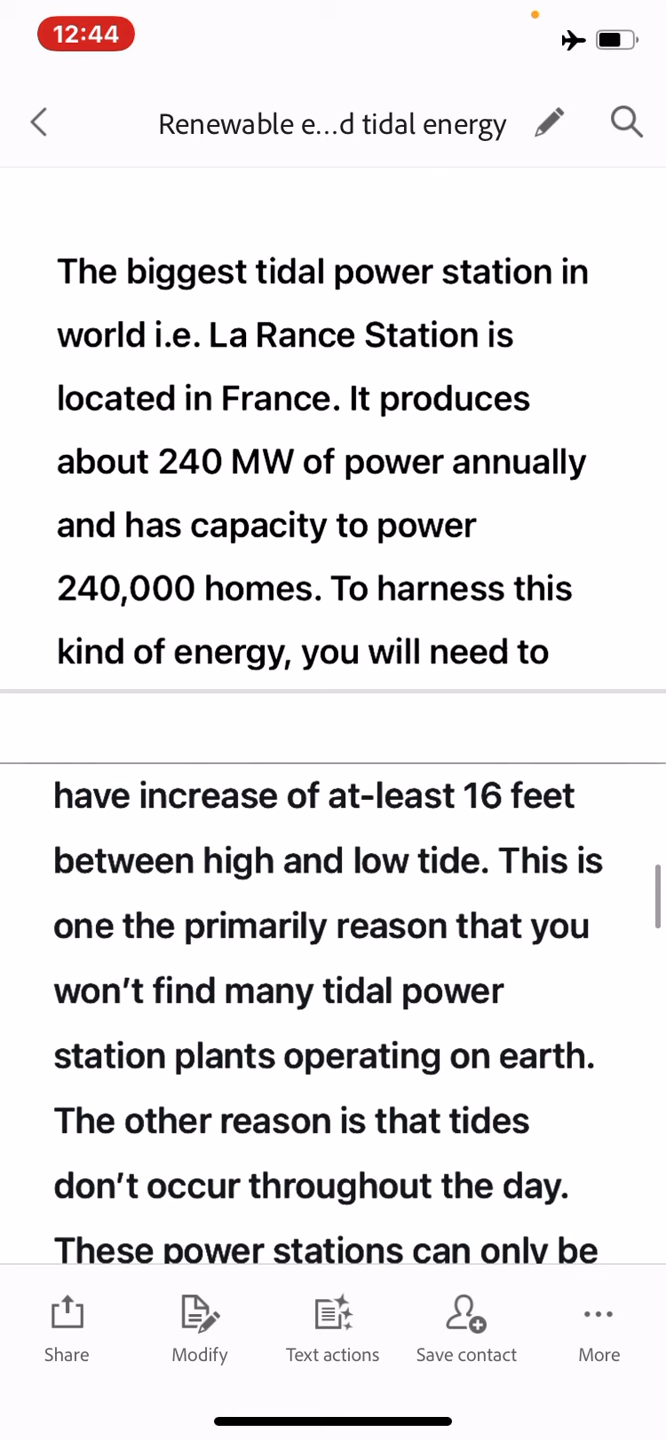 12:44
Renewable e...d tidal energy
The biggest tidal power station in
world i.e. La Rance Station is
located in France. It produces
about 240 MW of power annually
and has capacity to power
240,000 homes. To harness this
kind of energy, you will need to
have increase of at-least 16 feet
between high and low tide. This is
one the primarily reason that you
won't find many tidal power
station plants operating on earth.
The other reason is that tides
don't occur throughout the day.
These power stations can only be
Share Modify Text actions Save contact More